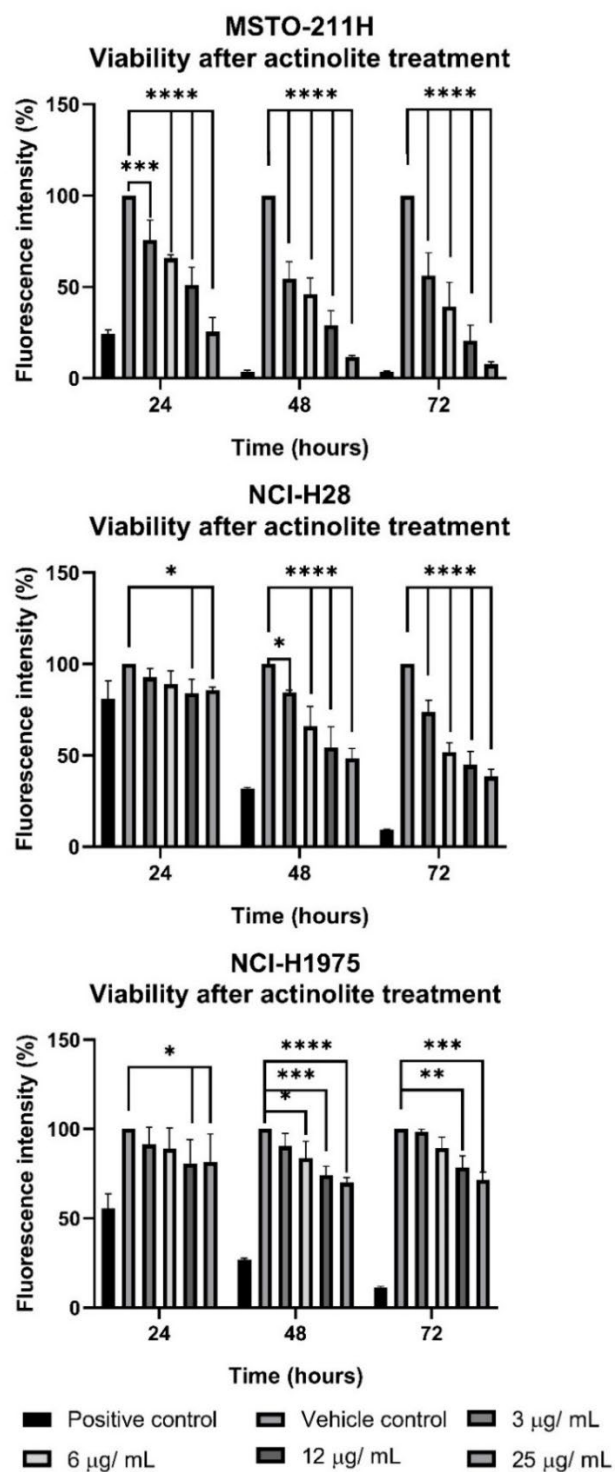 MSTO-211H
Viability after actinolite treatment
Fluorescence intensity (%)
150
100
50
0
****
****
****
***
24
48
72
Time (hours)
NCI-H28
Viability after actinolite treatment
Fluorescence intensity (%)
150
100
50
0
*
****
****
*
24
48
72
Time (hours)
NCI-H1975
Viability after actinolite treatment
Fluorescence intensity (%)
150
100
50
0
*
****
***
*
***
**
24
48
72
Time (hours)
Positive control
Vehicle control
3 µg/ mL
6 µg/ mL
12 µg/ mL
25 µg/ mL